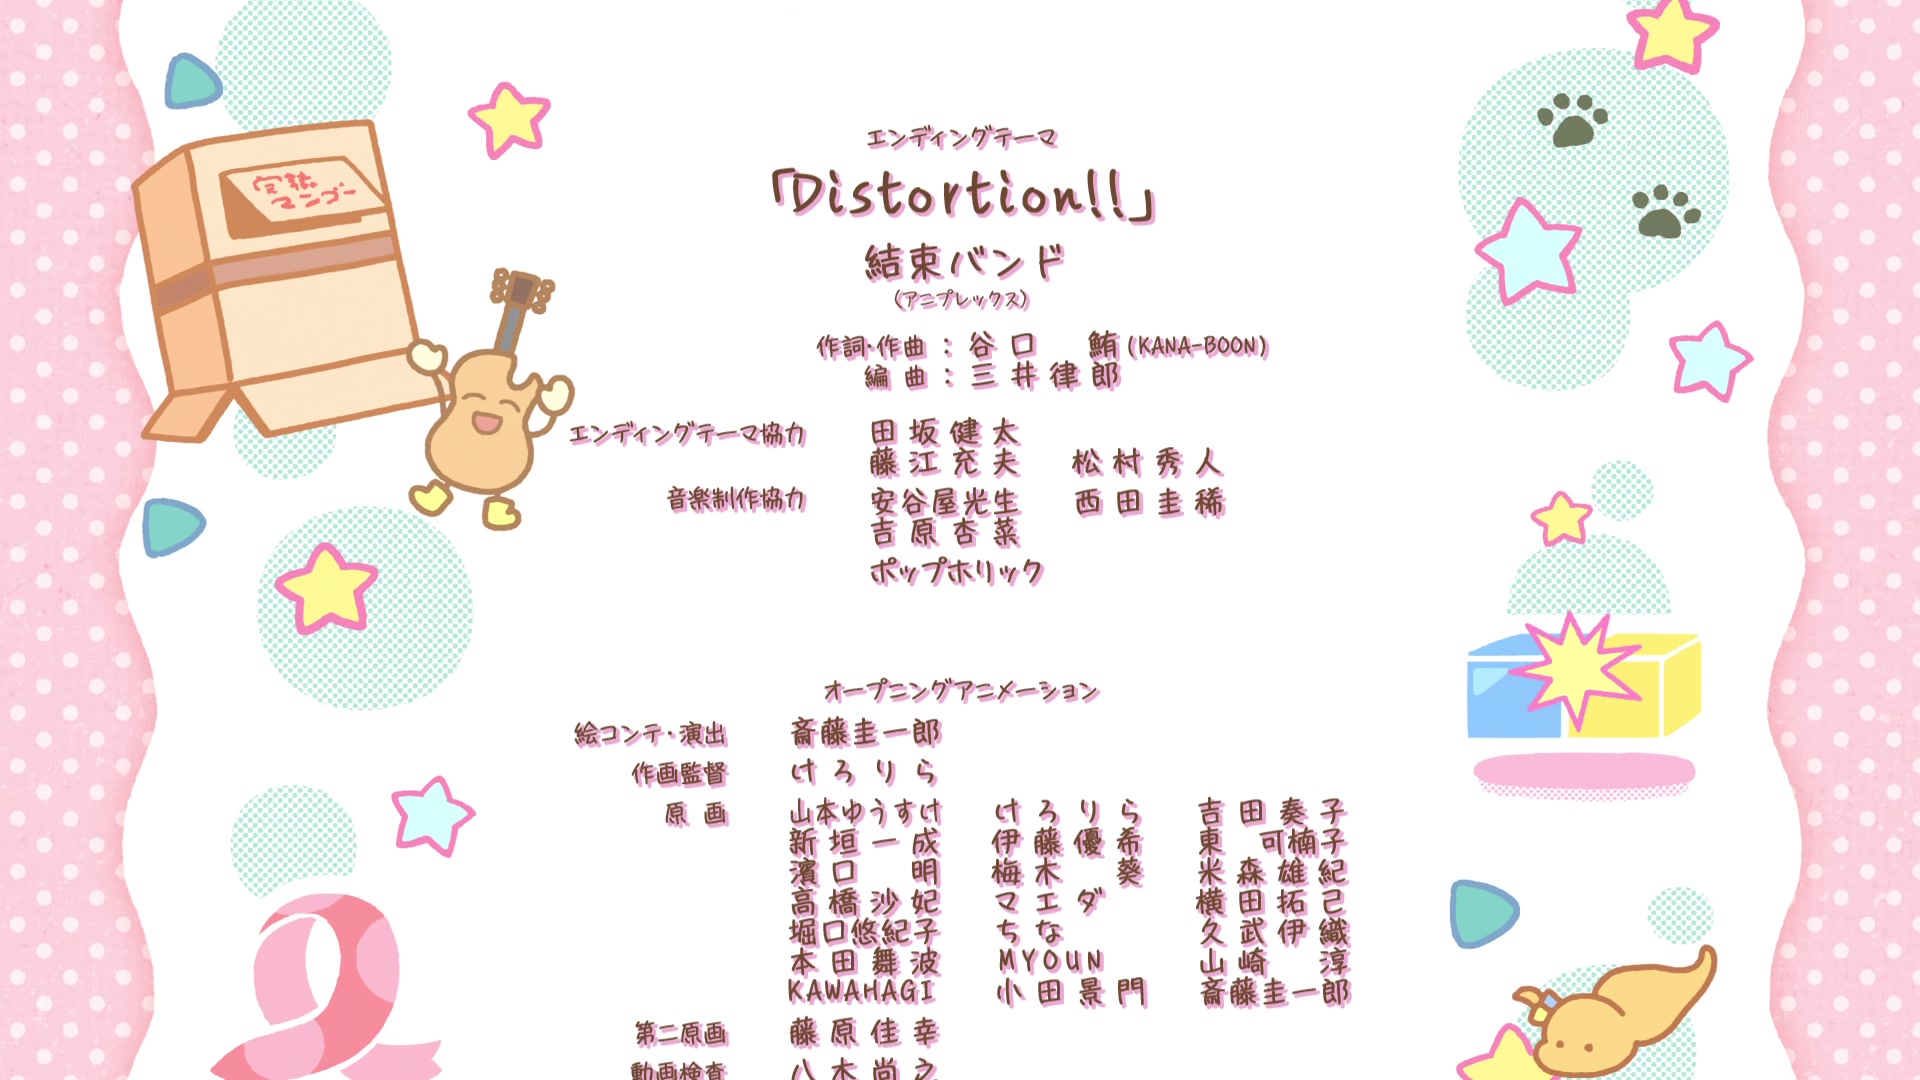 完熟
マンゴー
エンディングテーマ
「Distortion!!」
結束バンド
(アニプレックス)
作詞・作曲 : 谷口 鮪 (KANA-BOON)
編曲 : 三井律郎
エンディングテーマ協力 田坂健太
藤江充夫 松村秀人
音楽制作協力 安谷屋光生 西田圭稀
吉原杏菜
ポップホリック
オープニングアニメーション
絵コンテ・演出 斎藤圭一郎
作画監督 けろりら
原画 山本ゆうすけ けろりら 吉田奏子
新垣一成 伊藤優希 東 可楠子
濱口 明 梅木 葵 米森雄紀
高橋沙妃 マエダ 横田拓己
堀口悠紀子 ちな 久武伊織
本田舞波 MYOUN 山崎 淳
KAWAHAGI 小田景門 斎藤圭一郎
第二原画 藤原佳幸
動画検査 八木尚之